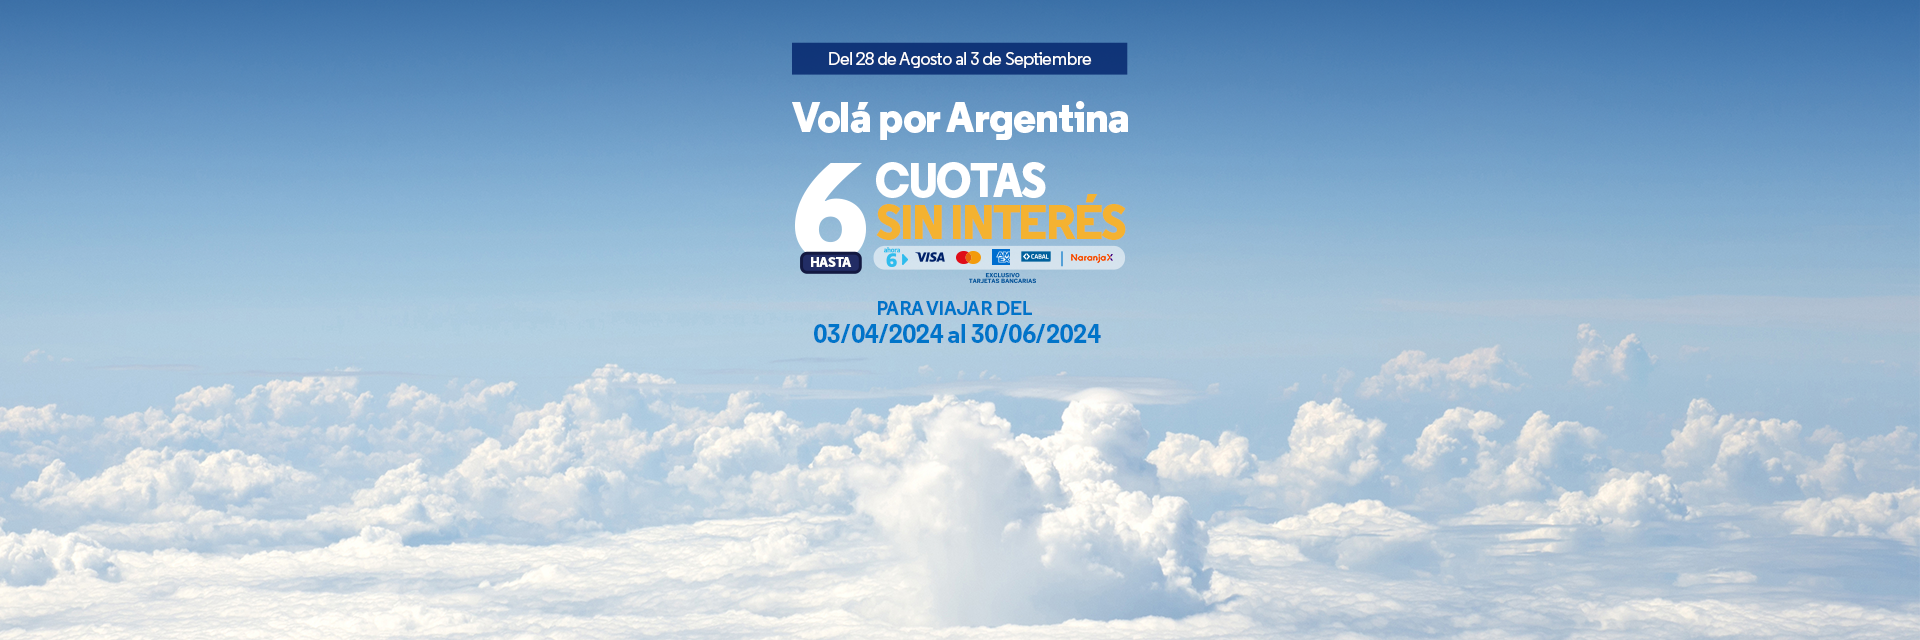 Del 28 de Agosto al 3 de Septiembre
Volá por Argentina
6 CUOTAS
SIN INTERÉS
HASTA
ahora
6 VISA AMEX CABAL NaranjaX
EXCLUSIVO
TARJETAS BANCARIAS
PARA VIAJAR DEL
03/04/2024 al 30/06/2024